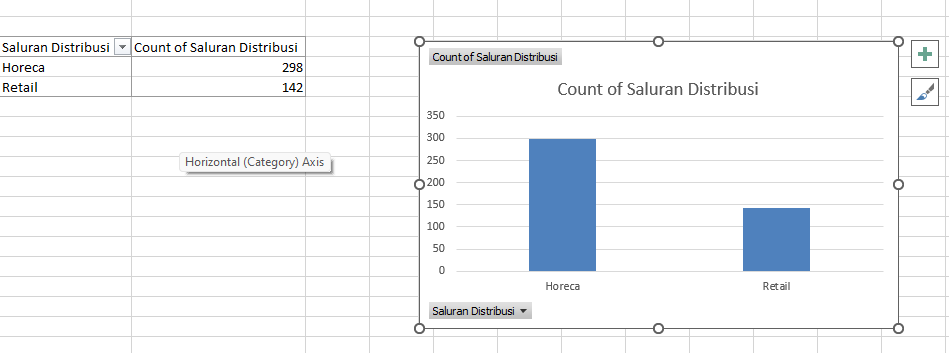 Saluran Distribusi Count of Saluran Distribusi
Horeca 298
Retail 142
Horizontal (Category) Axis
Count of Saluran Distribusi
Count of Saluran Distribusi
350
300
250
200
150
100
50
0
Horeca Retail
Saluran Distribusi